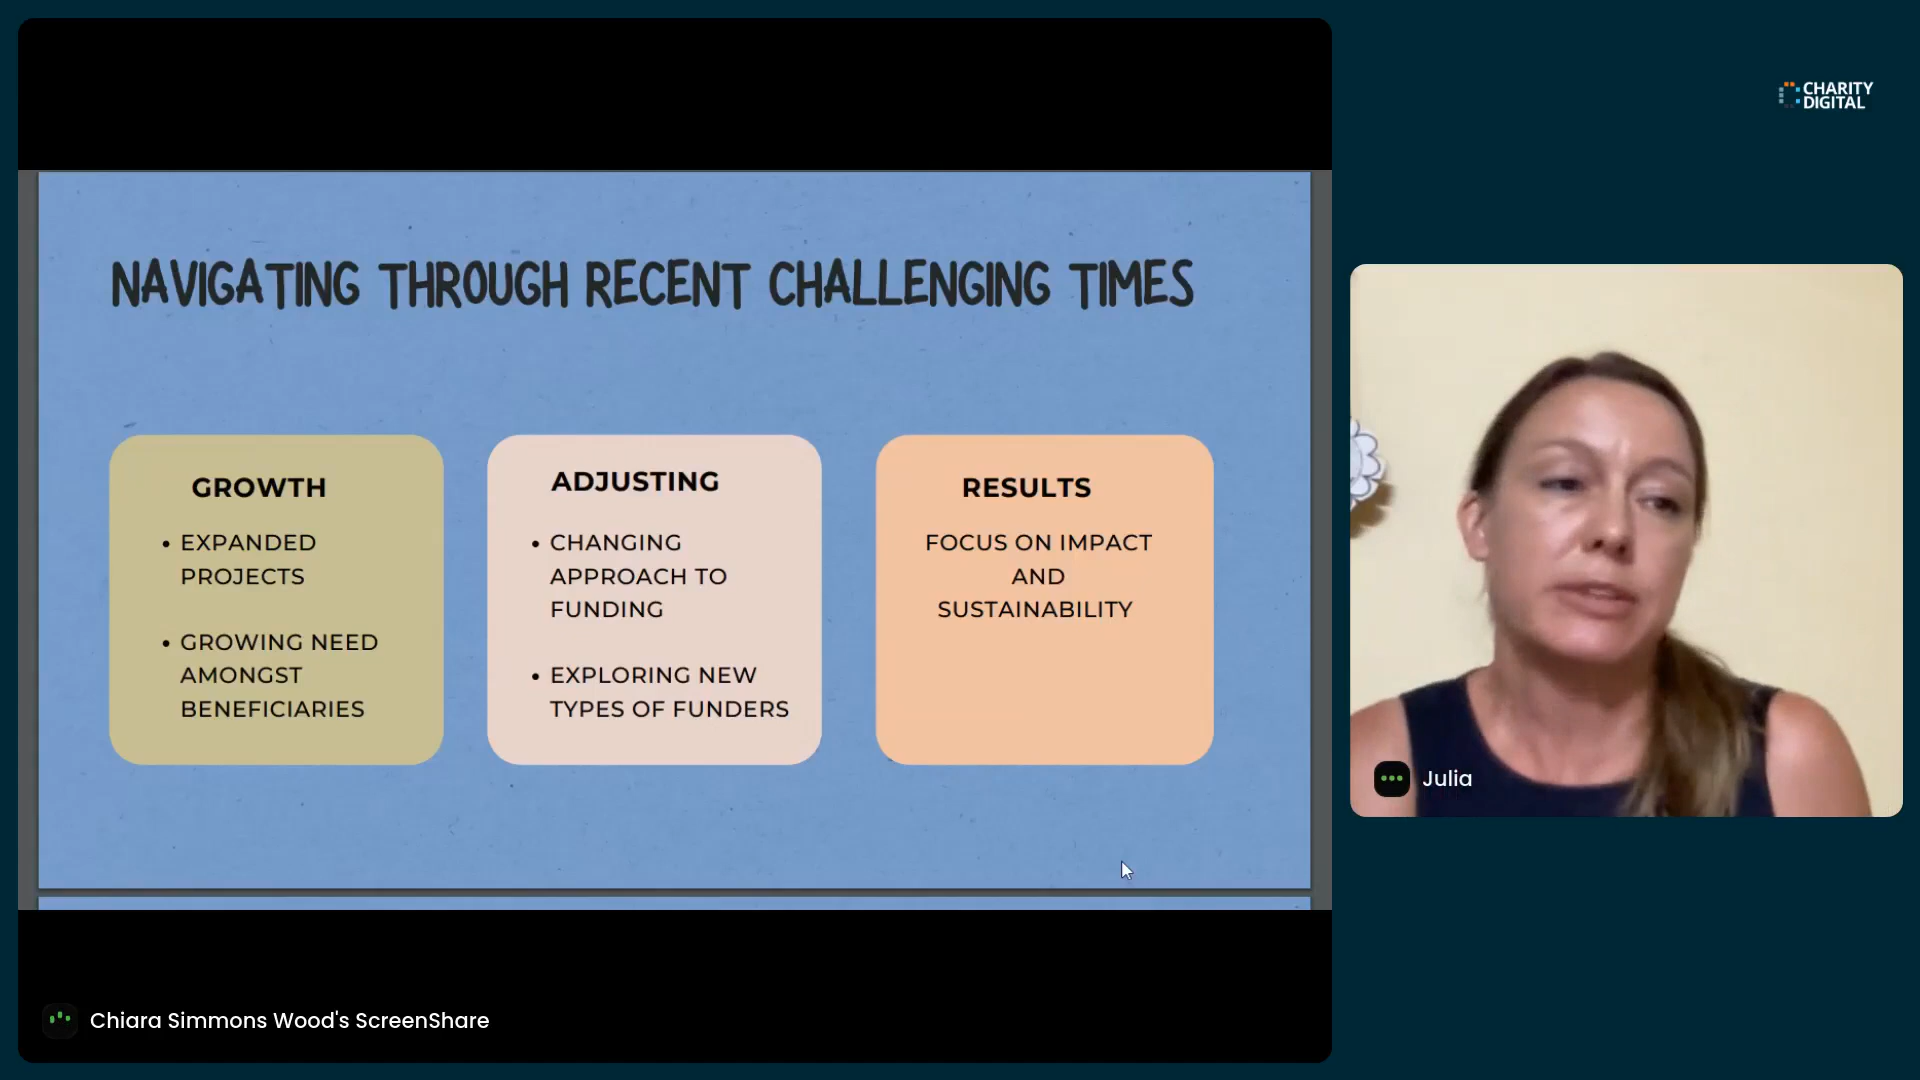 CHARITY
DIGITAL
NAVIGATING THROUGH RECENT CHALLENGING TIMES
GROWTH
• EXPANDED
PROJECTS
• GROWING NEED
AMONGST
BENEFICIARIES
ADJUSTING
• CHANGING
APPROACH TO
FUNDING
• EXPLORING NEW
TYPES OF FUNDERS
RESULTS
FOCUS ON IMPACT
AND
SUSTAINABILITY
Julia
Chiara Simmons Wood's ScreenShare